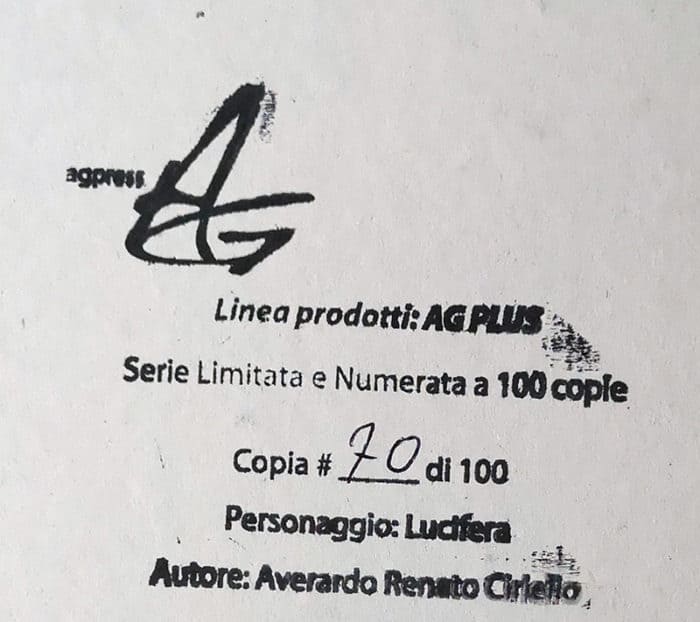 agpress AG
Linea prodotti: AG PLUS
Serie Limitata e Numerata a 100 copie
Copia # 70 di 100
Personaggio: Lucifera
Autore: Averardo Renato Ciriello